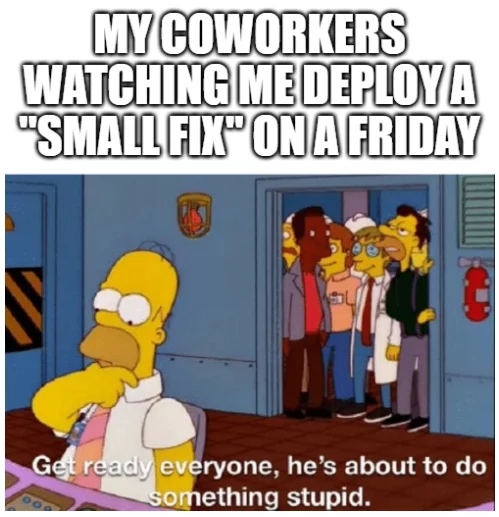 MY COWORKERS
WATCHING ME DEPLOY A
"SMALL FIX" ON A FRIDAY
Get ready everyone, he's about to do
something stupid.